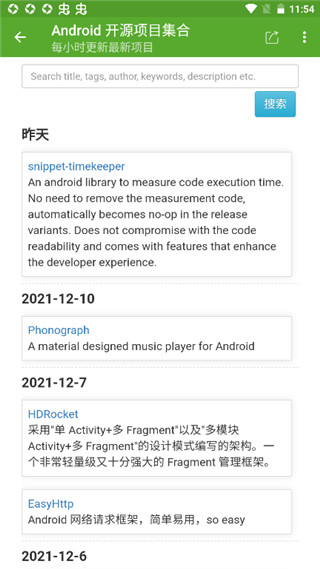 虫 虫 11:54
Android 开源项目集合
每小时更新最新项目
Search title, tags, author, keywords, description etc.
搜索
昨天
snippet-timekeeper
An android library to measure code execution time.
No need to remove the measurement code,
automatically becomes no-op in the release
variants. Does not compromise with the code
readability and comes with features that enhance
the developer experience.
2021-12-10
Phonograph
A material designed music player for Android
2021-12-7
HDRocket
采用"单 Activity+多 Fragment"以及"多模块
Activity+多 Fragment"的设计模式编写的架构。一
个非常轻量级又十分强大的 Fragment 管理框架。
EasyHttp
Android 网络请求框架，简单易用，so easy
2021-12-6